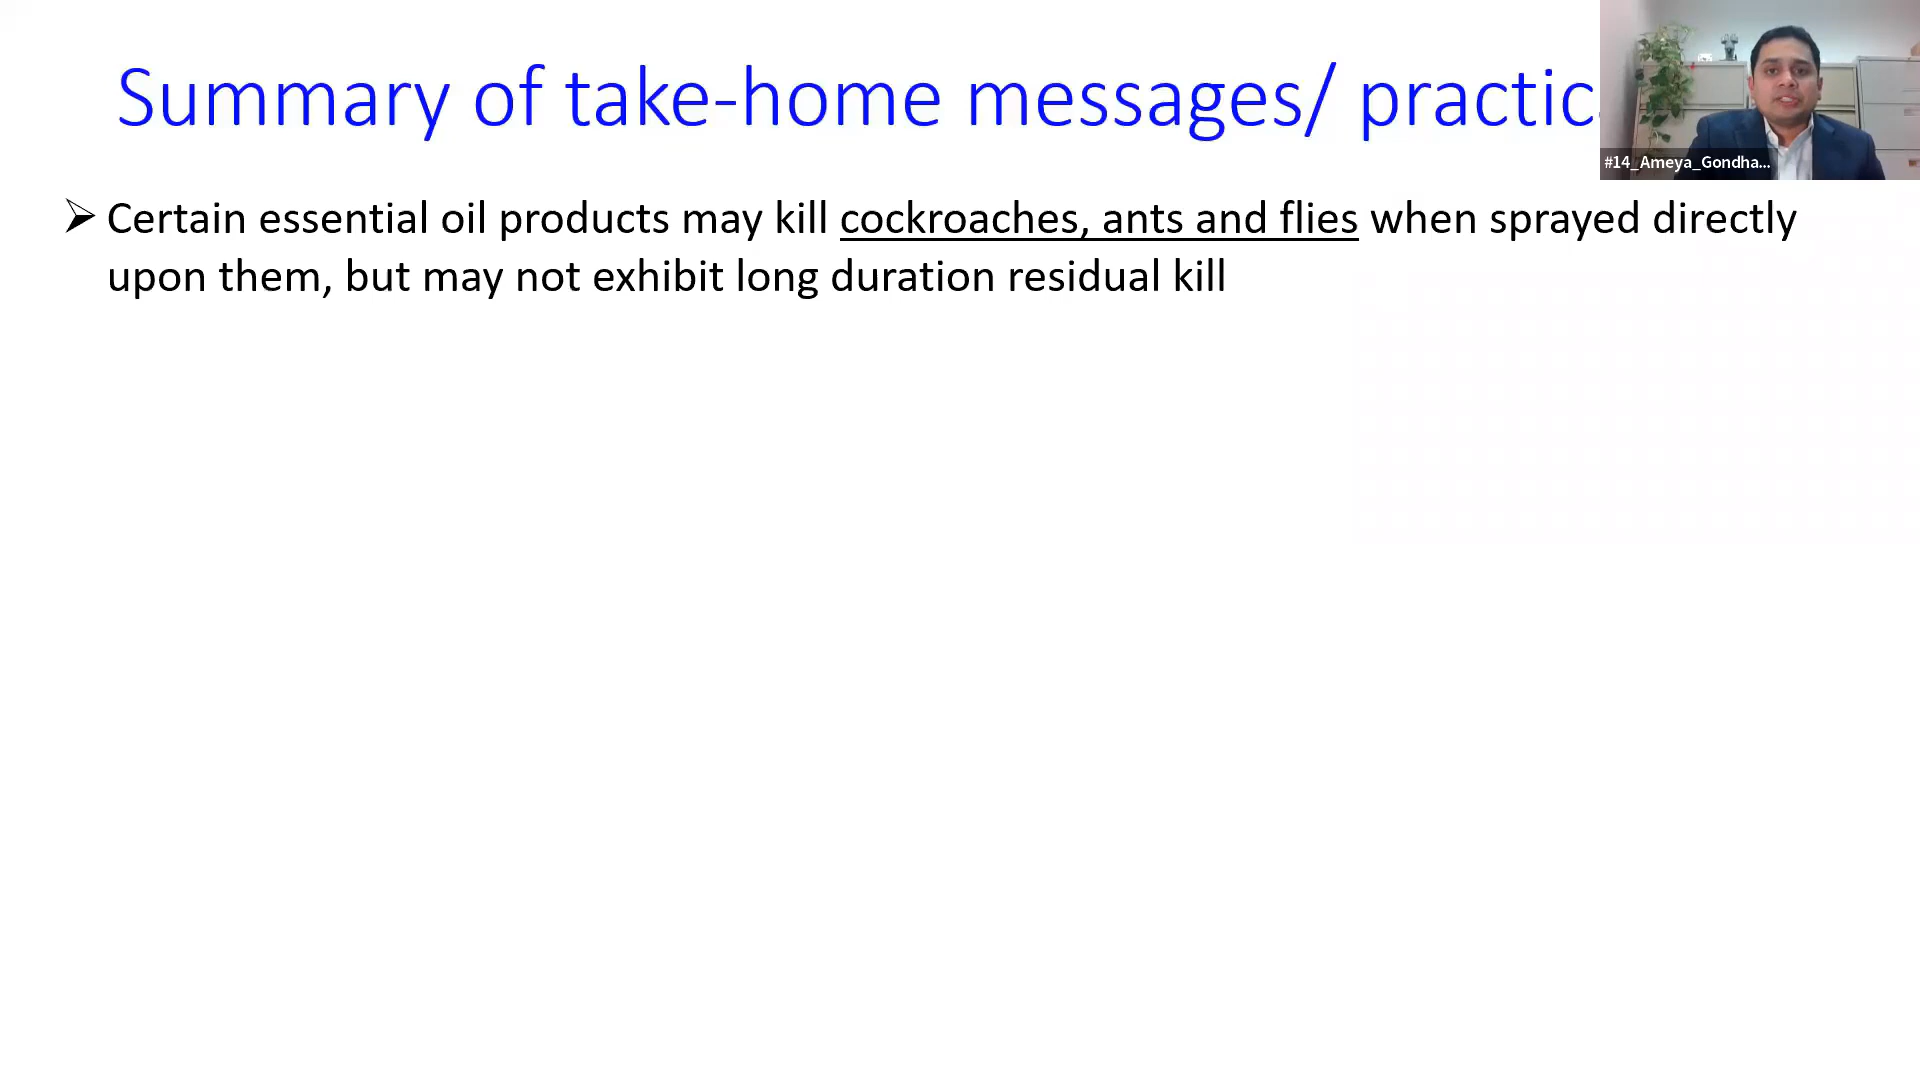 Summary of take-home messages/ practic
#14_Ameya_Gondha...
Certain essential oil products may kill cockroaches, ants and flies when sprayed directly
upon them, but may not exhibit long duration residual kill